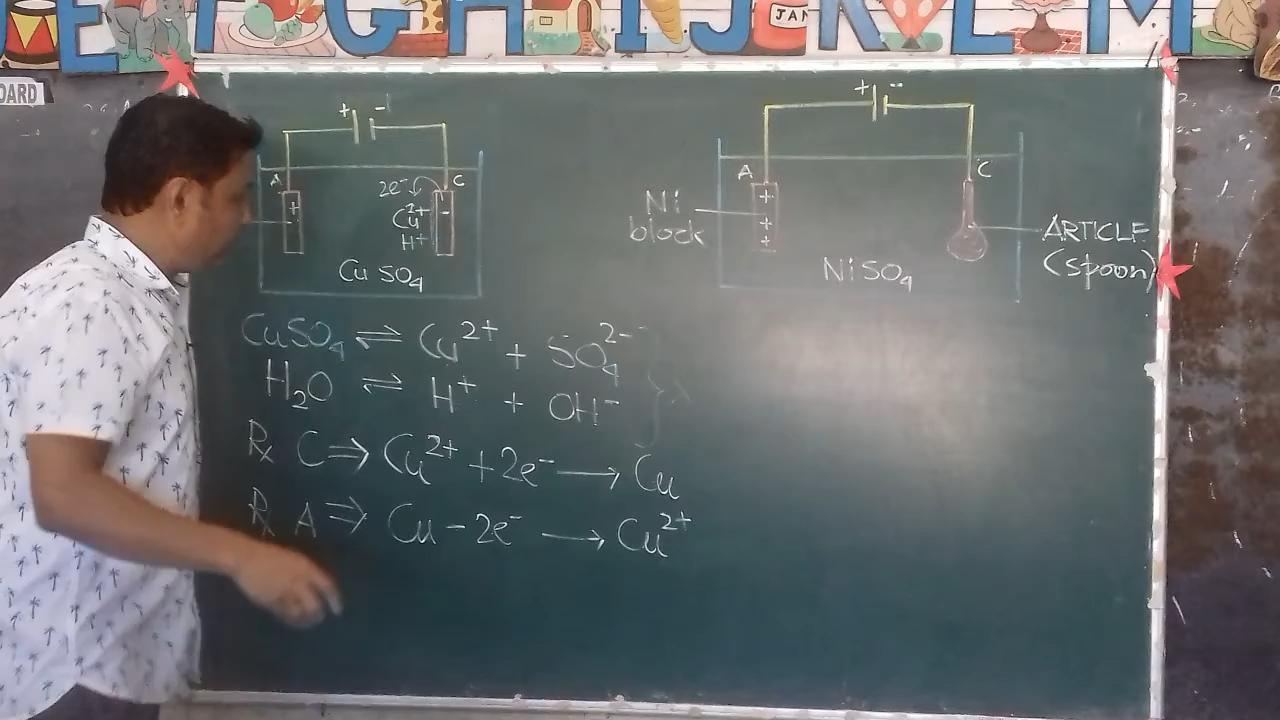 E F G H I J K L M
JAM
OARD
+ -
A
C
+
-
2e⁻
Cu²⁺
H⁺
CuSO₄
+ --
A
C
+
+
+
Ni
block
NiSO₄
ARTICLE
(spoon)
CuSO₄ ⇌ Cu²⁺ + SO₄²⁻
H₂O ⇌ H⁺ + OH⁻
Rx C ⇒ Cu²⁺ + 2e⁻ → Cu
Rx A ⇒ Cu - 2e⁻ → Cu²⁺